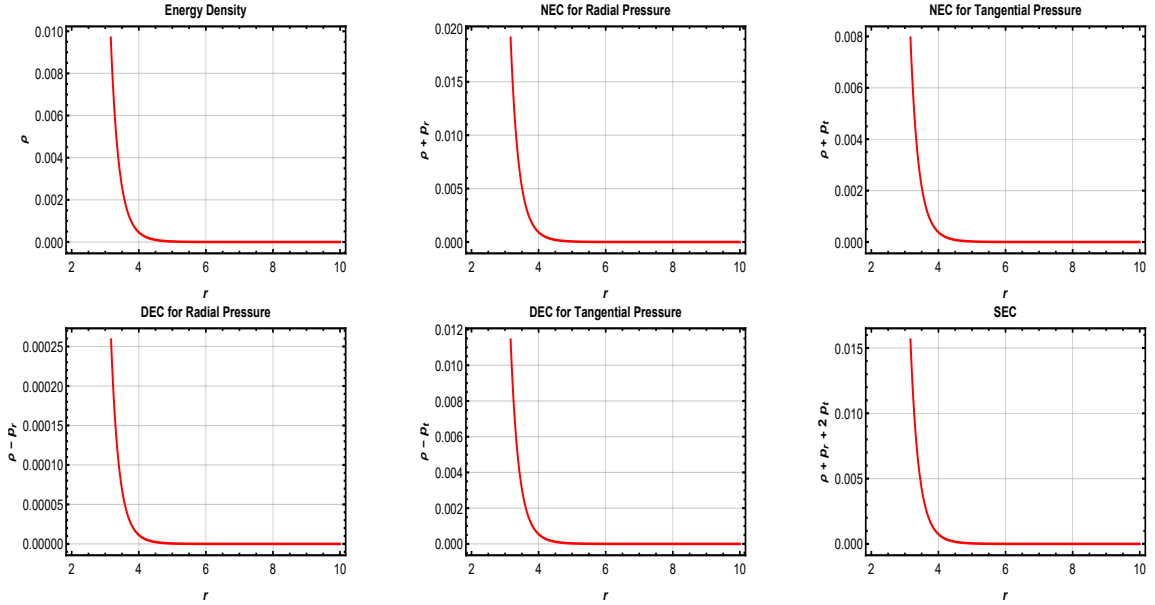 Energy Density
0.010
0.008
0.006
0.004
0.002
0.000
ρ
2 4 6 8 10
r
NEC for Radial Pressure
0.020
0.015
0.010
0.005
0.000
ρ + p_r
2 4 6 8 10
r
NEC for Tangential Pressure
0.008
0.006
0.004
0.002
0.000
ρ + p_t
2 4 6 8 10
r
DEC for Radial Pressure
0.00025
0.00020
0.00015
0.00010
0.00005
0.00000
ρ − p_r
2 4 6 8 10
r
DEC for Tangential Pressure
0.012
0.010
0.008
0.006
0.004
0.002
0.000
ρ − p_t
2 4 6 8 10
r
SEC
0.015
0.010
0.005
0.000
ρ + p_r + 2 p_t
2 4 6 8 10
r